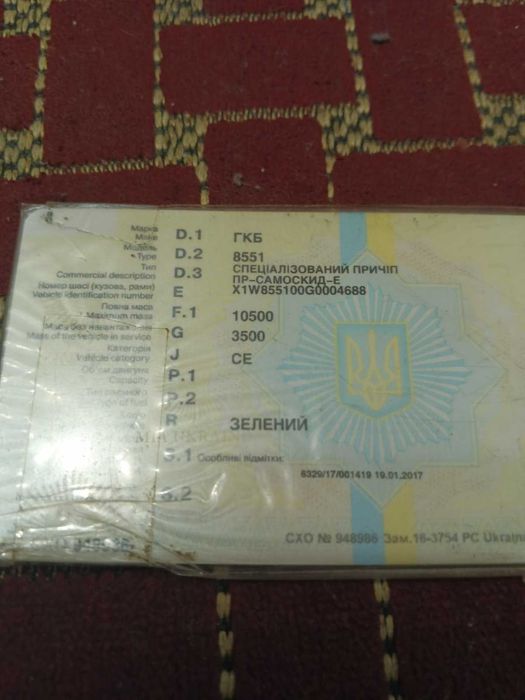 Марка
Make D.1 ГКБ
Модель
Type D.2 8551
Тип
Commercial description D.3 СПЕЦІАЛІЗОВАНИЙ ПРИЧІП
ПР-САМОСКИД-Е
Номер шасі (кузова, рами)
Vehicle identification number E X1W855100G0004688
Повна маса
Maximum mass F.1 10500
Маса без навантаження
Mass of the vehicle in service G 3500
Категорія
Vehicle category J CE
Об'єм двигуна
Capacity P.1
P.2
of fuel
R ЗЕЛЕНИЙ
S.1 Особливі відмітки:
6329/17/001419 19.01.2017
S.2
СХО № 948986 Зам.16-3754 РС Ukraina